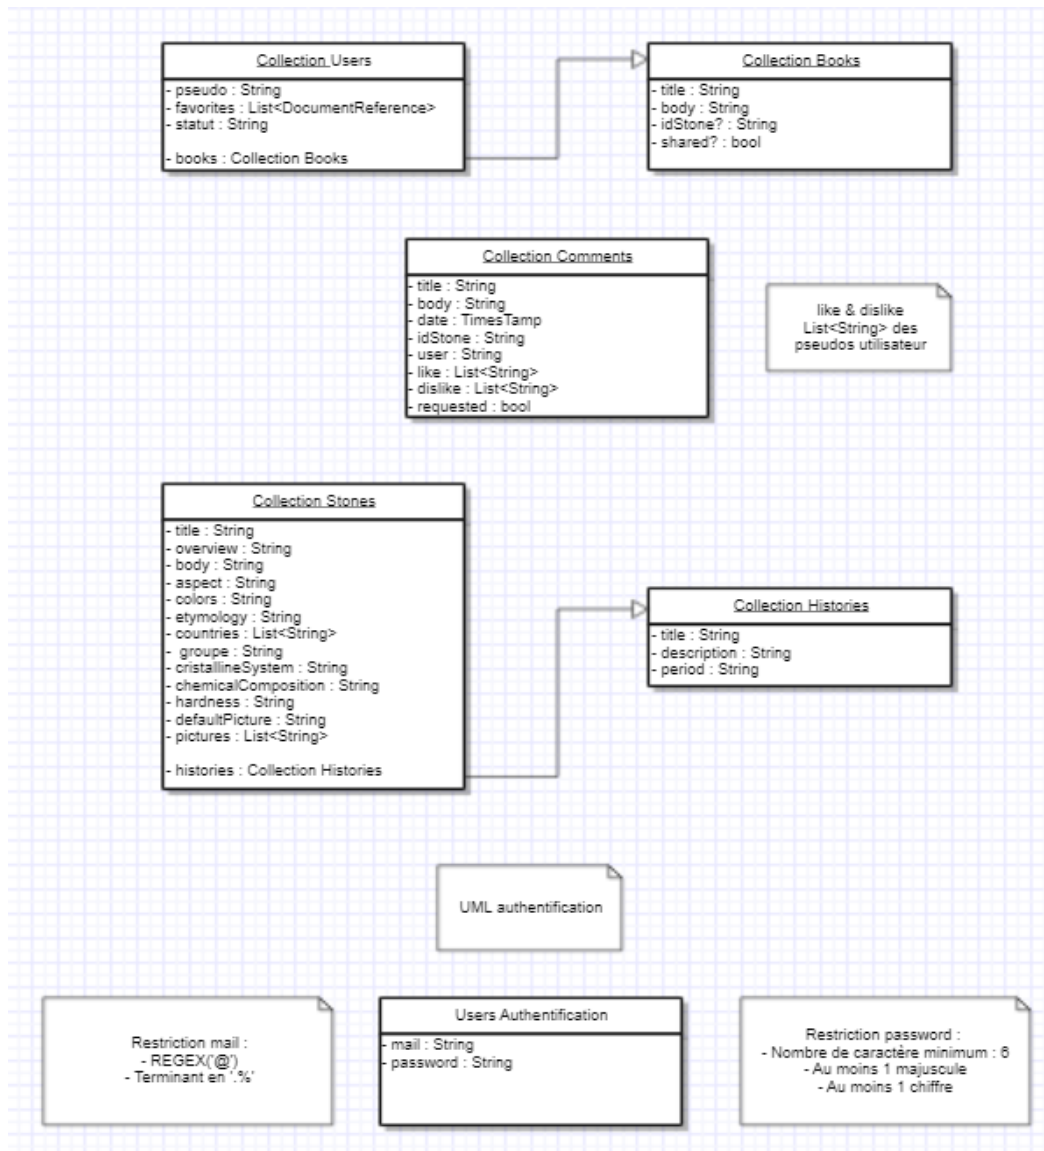 Collection Users
- pseudo : String
- favorites : List<DocumentReference>
- statut : String
- books : Collection Books
Collection Books
- title : String
- body : String
- idStone? : String
- shared? : bool
Collection Comments
- title : String
- body : String
- date : TimesTamp
- idStone : String
- user : String
- like : List<String>
- dislike : List<String>
- requested : bool
like & dislike
List<String> des
pseudos utilisateur
Collection Stones
- title : String
- overview : String
- body : String
- aspect : String
- colors : String
- etymology : String
- countries : List<String>
- groupe : String
- cristallineSystem : String
- chemicalComposition : String
- hardness : String
- defaultPicture : String
- pictures : List<String>
- histories : Collection Histories
Collection Histories
- title : String
- description : String
- period : String
UML authentification
Restriction mail :
- REGEX('@')
- Terminant en '.%'
Users Authentification
- mail : String
- password : String
Restriction password :
- Nombre de caractère minimum : 6
- Au moins 1 majuscule
- Au moins 1 chiffre